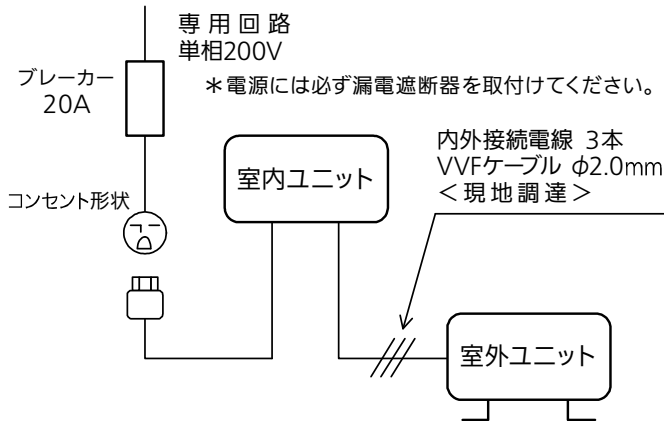 専用回路
単相200V
＊電源には必ず漏電遮断器を取付けてください。
ブレーカー
20A
内外接続電線 3本
VVFケーブル φ2.0mm
＜現地調達＞
室内ユニット
コンセント形状
室外ユニット